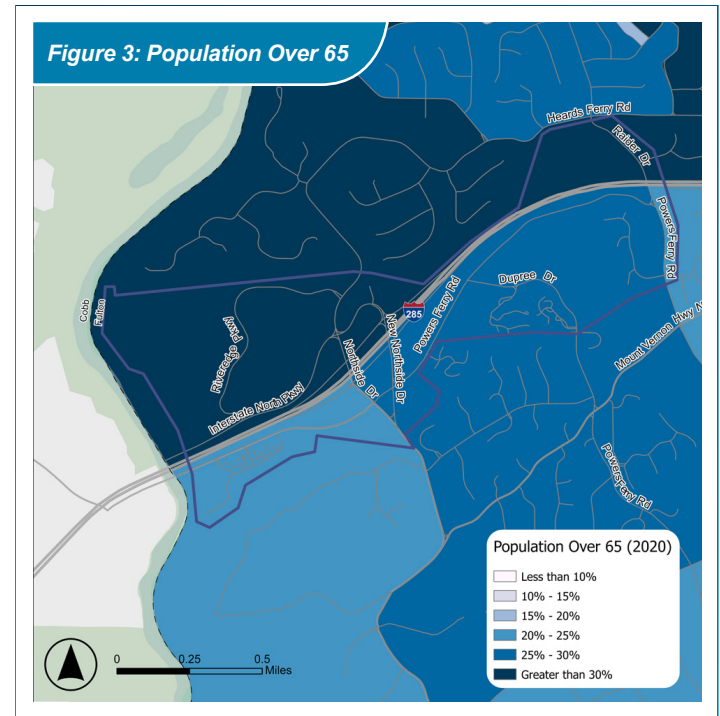 Figure 3: Population Over 65
Heards Ferry Rd
Raider Dr
Powers Ferry Rd
Dupree Dr
Cobb
Fulton
285
Powers Ferry Rd
New Northside Dr
Mount Vernon Hwy
Riveredge Pkwy
Northside Dr
Interstate North Pkwy
Powers Ferry Rd
Population Over 65 (2020)
Less than 10%
10% - 15%
15% - 20%
20% - 25%
25% - 30%
Greater than 30%
0 0.25 0.5
Miles